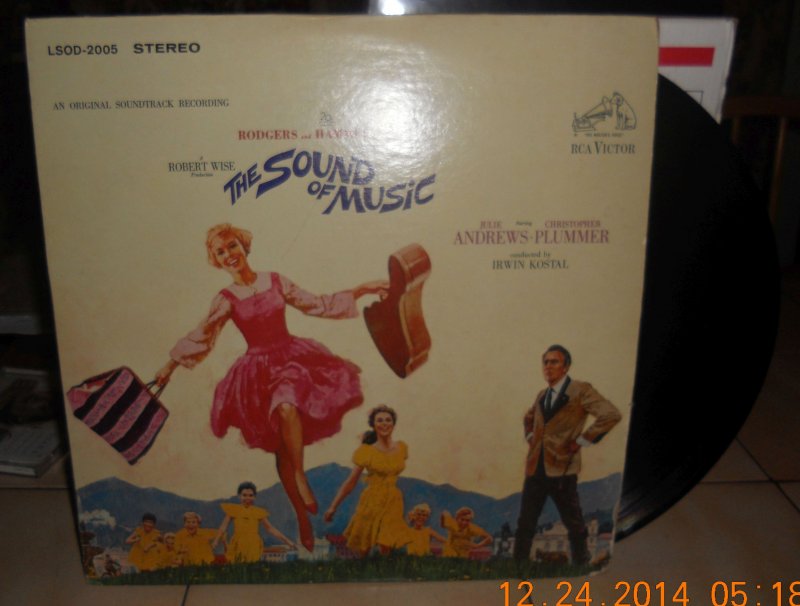 LSOD-2005 STEREO
AN ORIGINAL SOUNDTRACK RECORDING
RODGERS and
ROBERT WISE
Production
THE SOUND
OF MUSIC
RCA VICTOR
JULIE Starring CHRISTOPHER
ANDREWS · PLUMMER
conducted by
IRWIN KOSTAL
12.24.2014 05:18